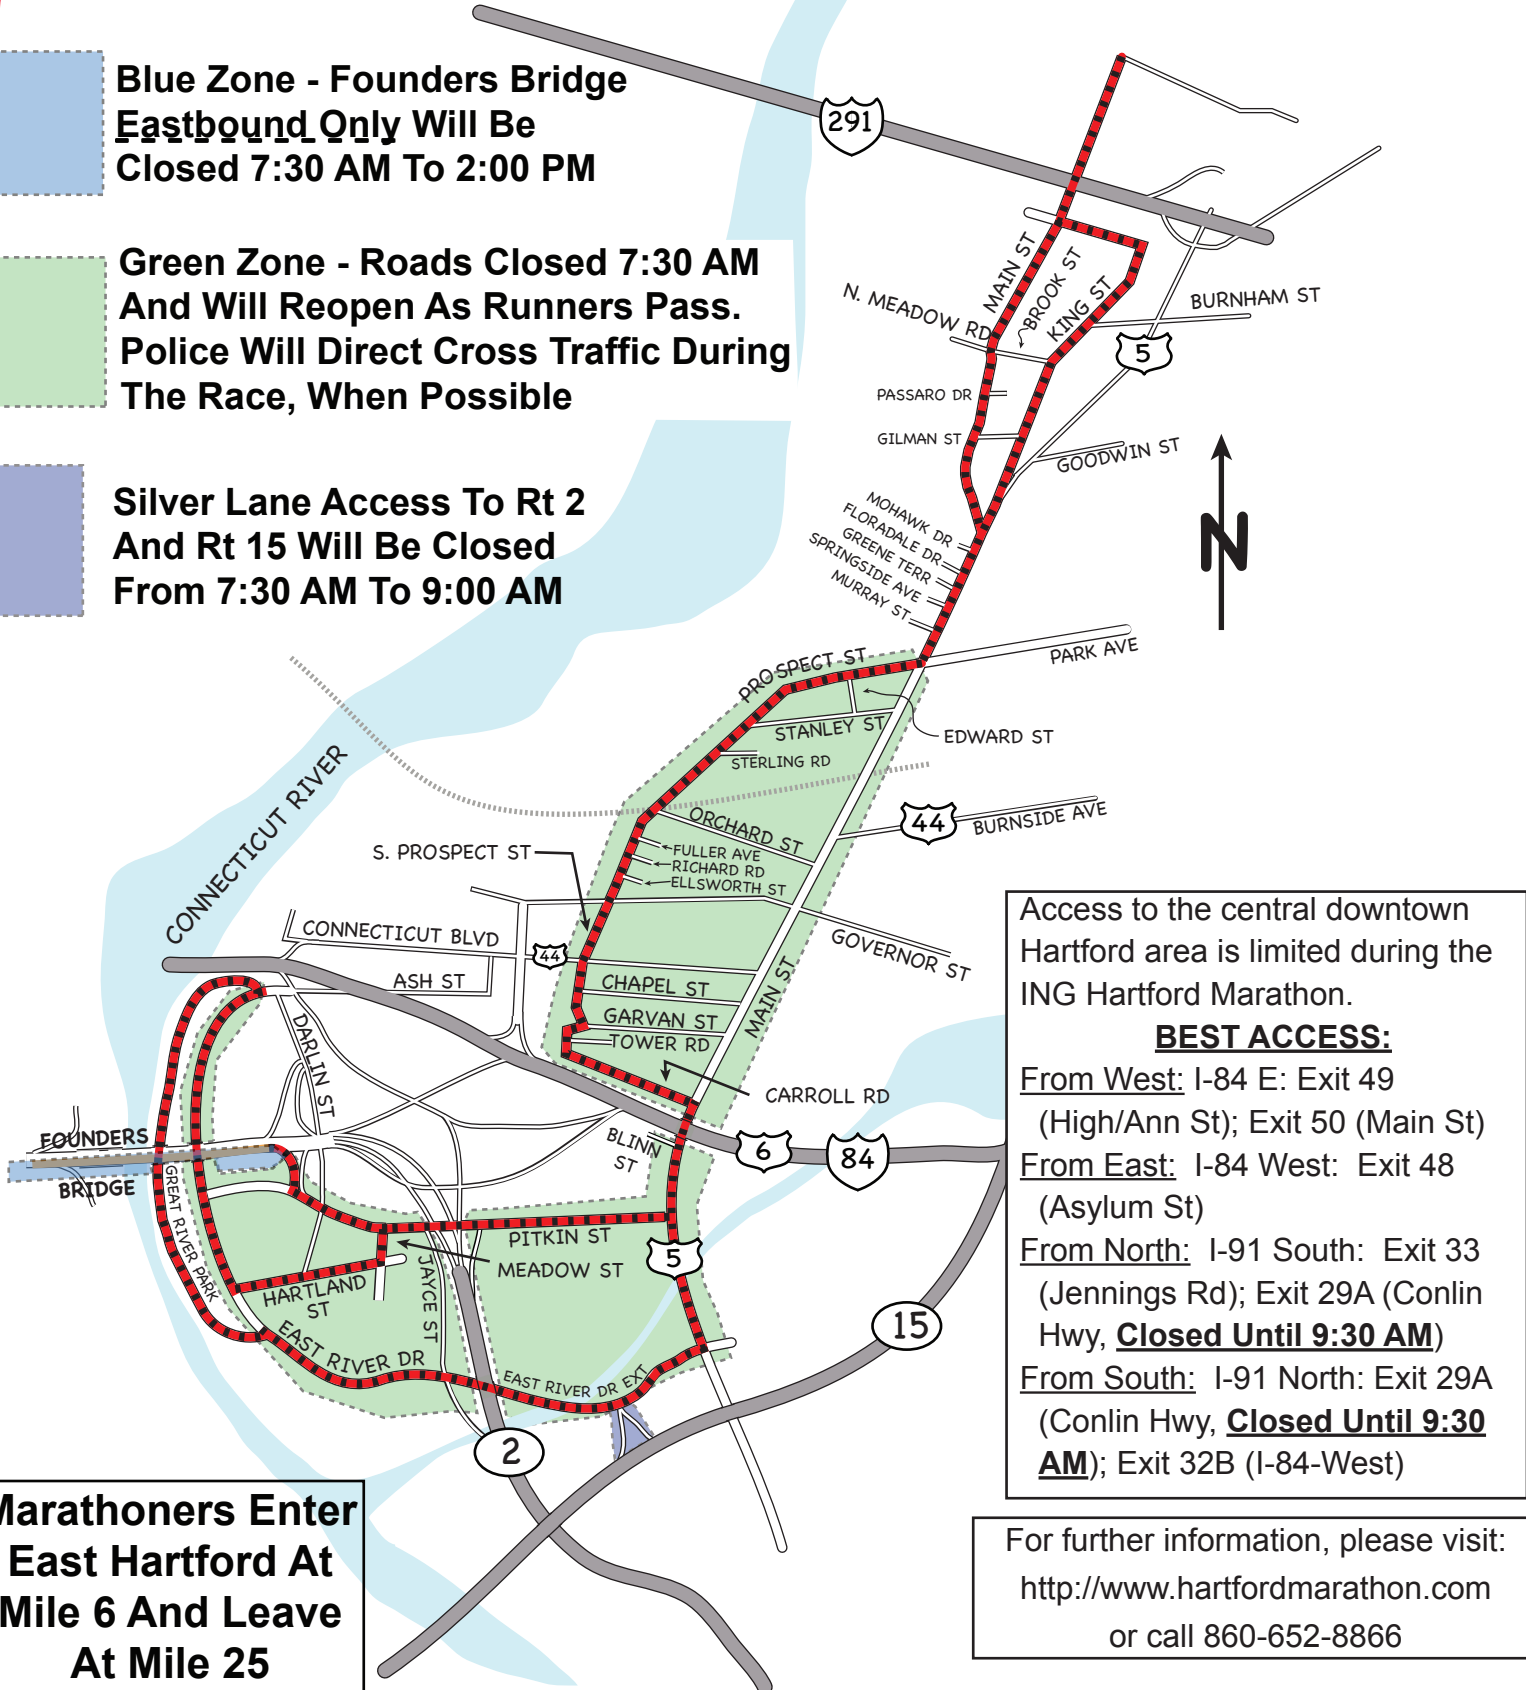 Blue Zone - Founders Bridge
Eastbound Only Will Be
Closed 7:30 AM To 2:00 PM
Green Zone - Roads Closed 7:30 AM
And Will Reopen As Runners Pass.
Police Will Direct Cross Traffic During
The Race, When Possible
Silver Lane Access To Rt 2
And Rt 15 Will Be Closed
From 7:30 AM To 9:00 AM
291
MAIN ST
BROOK ST
KING ST
N. MEADOW RD
BURNHAM ST
5
PASSARO DR
GILMAN ST
GOODWIN ST
MOHAWK DR
FLORADALE DR
GREENE TERR
SPRINGSIDE AVE
MURRAY ST
N
PARK AVE
PROSPECT ST
STANLEY ST
EDWARD ST
STERLING RD
CONNECTICUT RIVER
ORCHARD ST
44
BURNSIDE AVE
S. PROSPECT ST
FULLER AVE
RICHARD RD
ELLSWORTH ST
CONNECTICUT BLVD
44
GOVERNOR ST
ASH ST
CHAPEL ST
MAIN ST
GARVAN ST
TOWER RD
DARLIN ST
CARROLL RD
FOUNDERS
BRIDGE
BLINN
ST
6
84
GREAT RIVER PARK
PITKIN ST
5
MEADOW ST
HARTLAND
ST
JAYCE ST
EAST RIVER DR
EAST RIVER DR EXT
15
2
Access to the central downtown
Hartford area is limited during the
ING Hartford Marathon.
BEST ACCESS:
From West: I-84 E: Exit 49
(High/Ann St); Exit 50 (Main St)
From East: I-84 West: Exit 48
(Asylum St)
From North: I-91 South: Exit 33
(Jennings Rd); Exit 29A (Conlin
Hwy, Closed Until 9:30 AM)
From South: I-91 North: Exit 29A
(Conlin Hwy, Closed Until 9:30
AM); Exit 32B (I-84-West)
Marathoners Enter
East Hartford At
Mile 6 And Leave
At Mile 25
For further information, please visit:
http://www.hartfordmarathon.com
or call 860-652-8866